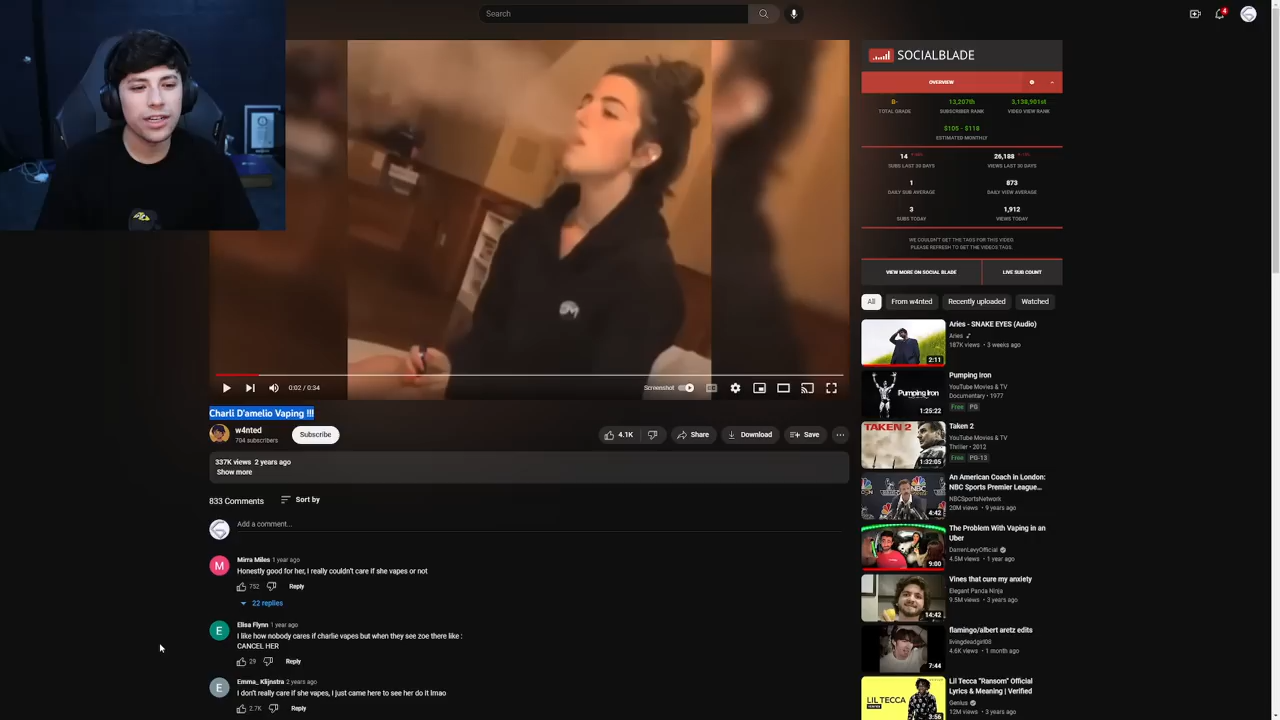 Search
4
SOCIALBLADE
OVERVIEW
B-
13,207th
3,138,901st
TOTAL GRADE
SUBSCRIBER RANK
VIDEO VIEW RANK
$105 - $118
ESTIMATED MONTHLY
14
26,188
SUBS LAST 30 DAYS
VIEWS LAST 30 DAYS
1
873
DAILY SUB AVERAGE
DAILY VIEW AVERAGE
3
1,912
SUBS TODAY
VIEWS TODAY
WE COULDN'T GET THE TAGS FOR THIS VIDEO.
PLEASE REFRESH TO GET THE VIDEOS TAGS.
VIEW MORE ON SOCIAL BLADE
LIVE SUB COUNT
0:02 / 0:34
Screenshot
Charli D'amelio Vaping !!!
w4nted
704 subscribers
Subscribe
4.1K
Share
Download
Save
337K views 2 years ago
Show more
833 Comments
Sort by
Add a comment...
M
Mirra Miles 1 year ago
Honestly good for her, I really couldn't care if she vapes or not
752
Reply
22 replies
E
Elisa Flynn 1 year ago
I like how nobody cares if charlie vapes but when they see zoe there like :
CANCEL HER
29
Reply
E
Emma_ Klijnstra 2 years ago
I don't really care if she vapes, I just came here to see her do it lmao
2.7K
Reply
All
From w4nted
Recently uploaded
Watched
2:11
Aries - SNAKE EYES (Audio)
Aries
187K views • 3 weeks ago
Pumping Iron
1:25:22
Pumping Iron
YouTube Movies & TV
Documentary • 1977
Free
PG
TAKEN 2
1:32:05
Taken 2
YouTube Movies & TV
Thriller • 2012
Free
PG-13
4:42
An American Coach in London:
NBC Sports Premier League...
NBCSportsNetwork
20M views • 9 years ago
9:00
The Problem With Vaping in an
Uber
DarrenLevyOfficial
4.5M views • 1 year ago
14:42
Vines that cure my anxiety
Elegant Panda Ninja
9.5M views • 3 years ago
7:44
flamingo/albert aretz edits
livingdeadgirl08
4.6K views • 1 month ago
LIL TECCA
3:56
Lil Tecca "Ransom" Official
Lyrics & Meaning | Verified
Genius
12M views • 3 years ago